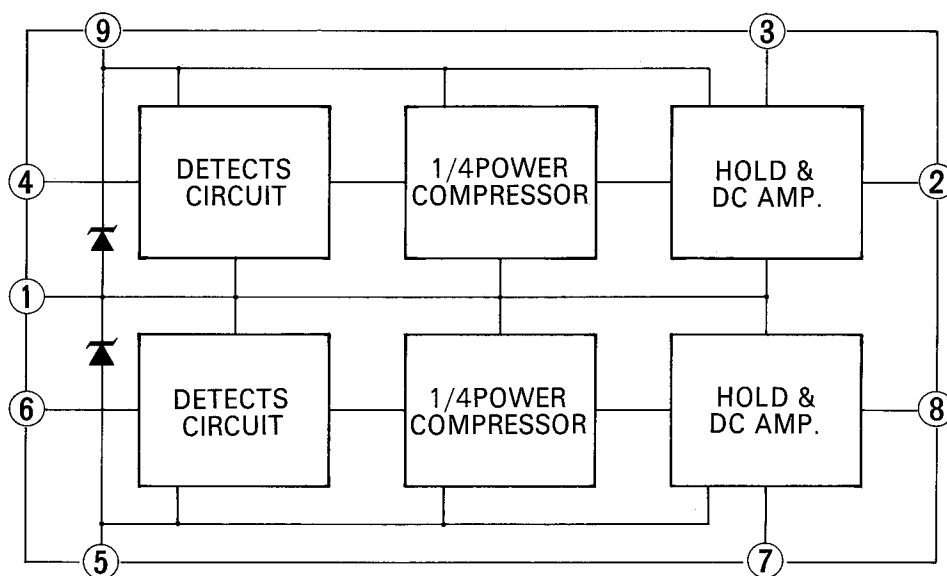 9
3
DETECTS
CIRCUIT
1/4POWER
COMPRESSOR
HOLD &
DC AMP.
4
2
1
DETECTS
CIRCUIT
1/4POWER
COMPRESSOR
HOLD &
DC AMP.
6
8
5
7